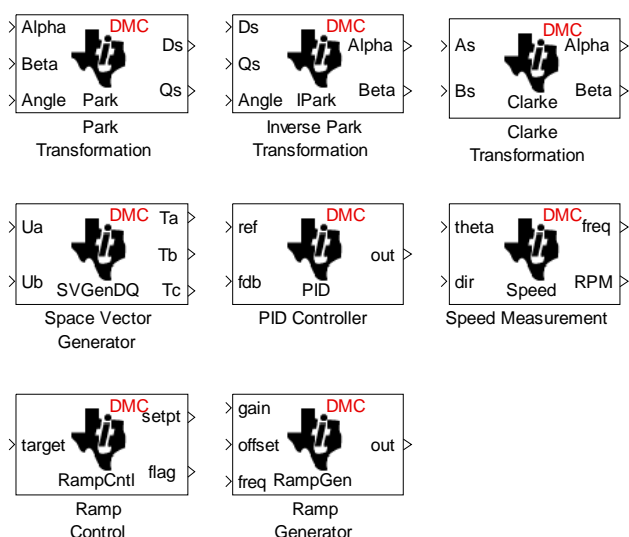 Alpha
DMC
Ds
Beta
Qs
Angle
Park
Park
Transformation
Ds
DMC
Alpha
Qs
Beta
Angle
IPark
Inverse Park
Transformation
As
DMC
Alpha
Bs
Beta
Clarke
Clarke
Transformation
Ua
DMC
Ta
Tb
Ub
SVGenDQ
Tc
Space Vector
Generator
ref
DMC
out
fdb
PID
PID Controller
theta
DMC
freq
dir
Speed
RPM
Speed Measurement
DMC
setpt
target
RampCntl
flag
Ramp
Control
gain
DMC
offset
out
freq
RampGen
Ramp
Generator